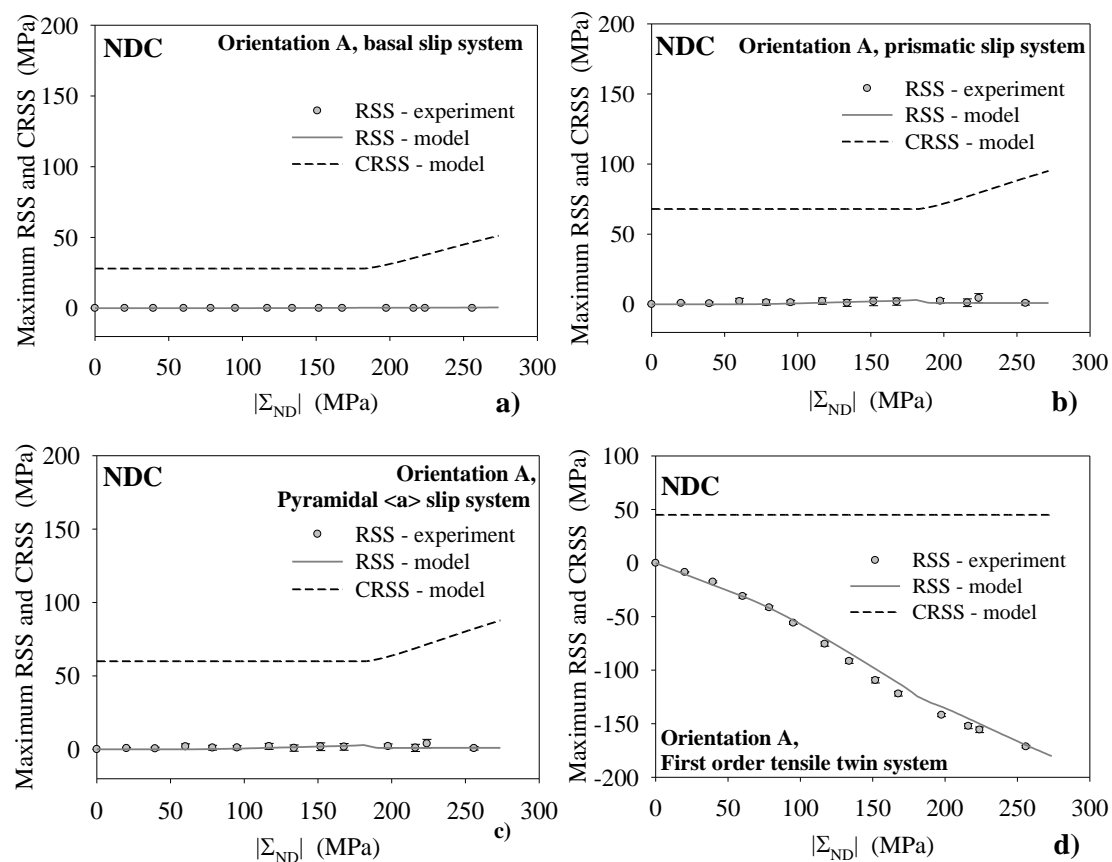 NDC
Orientation A, basal slip system
RSS - experiment
RSS - model
CRSS - model
Maximum RSS and CRSS (MPa)
200
150
100
50
0
0 50 100 150 200 250 300
|Σ_ND| (MPa)
a)
NDC
Orientation A, prismatic slip system
RSS - experiment
RSS - model
CRSS - model
Maximum RSS and CRSS (MPa)
200
150
100
50
0
0 50 100 150 200 250 300
|Σ_ND| (MPa)
b)
NDC
Orientation A,
Pyramidal <a> slip system
RSS - experiment
RSS - model
CRSS - model
Maximum RSS and CRSS (MPa)
200
150
100
50
0
0 50 100 150 200 250 300
|Σ_ND| (MPa)
c)
NDC
RSS - experiment
RSS - model
CRSS - model
Orientation A,
First order tensile twin system
Maximum RSS and CRSS (MPa)
100
50
0
-50
-100
-150
-200
0 50 100 150 200 250 300
|Σ_ND| (MPa)
d)